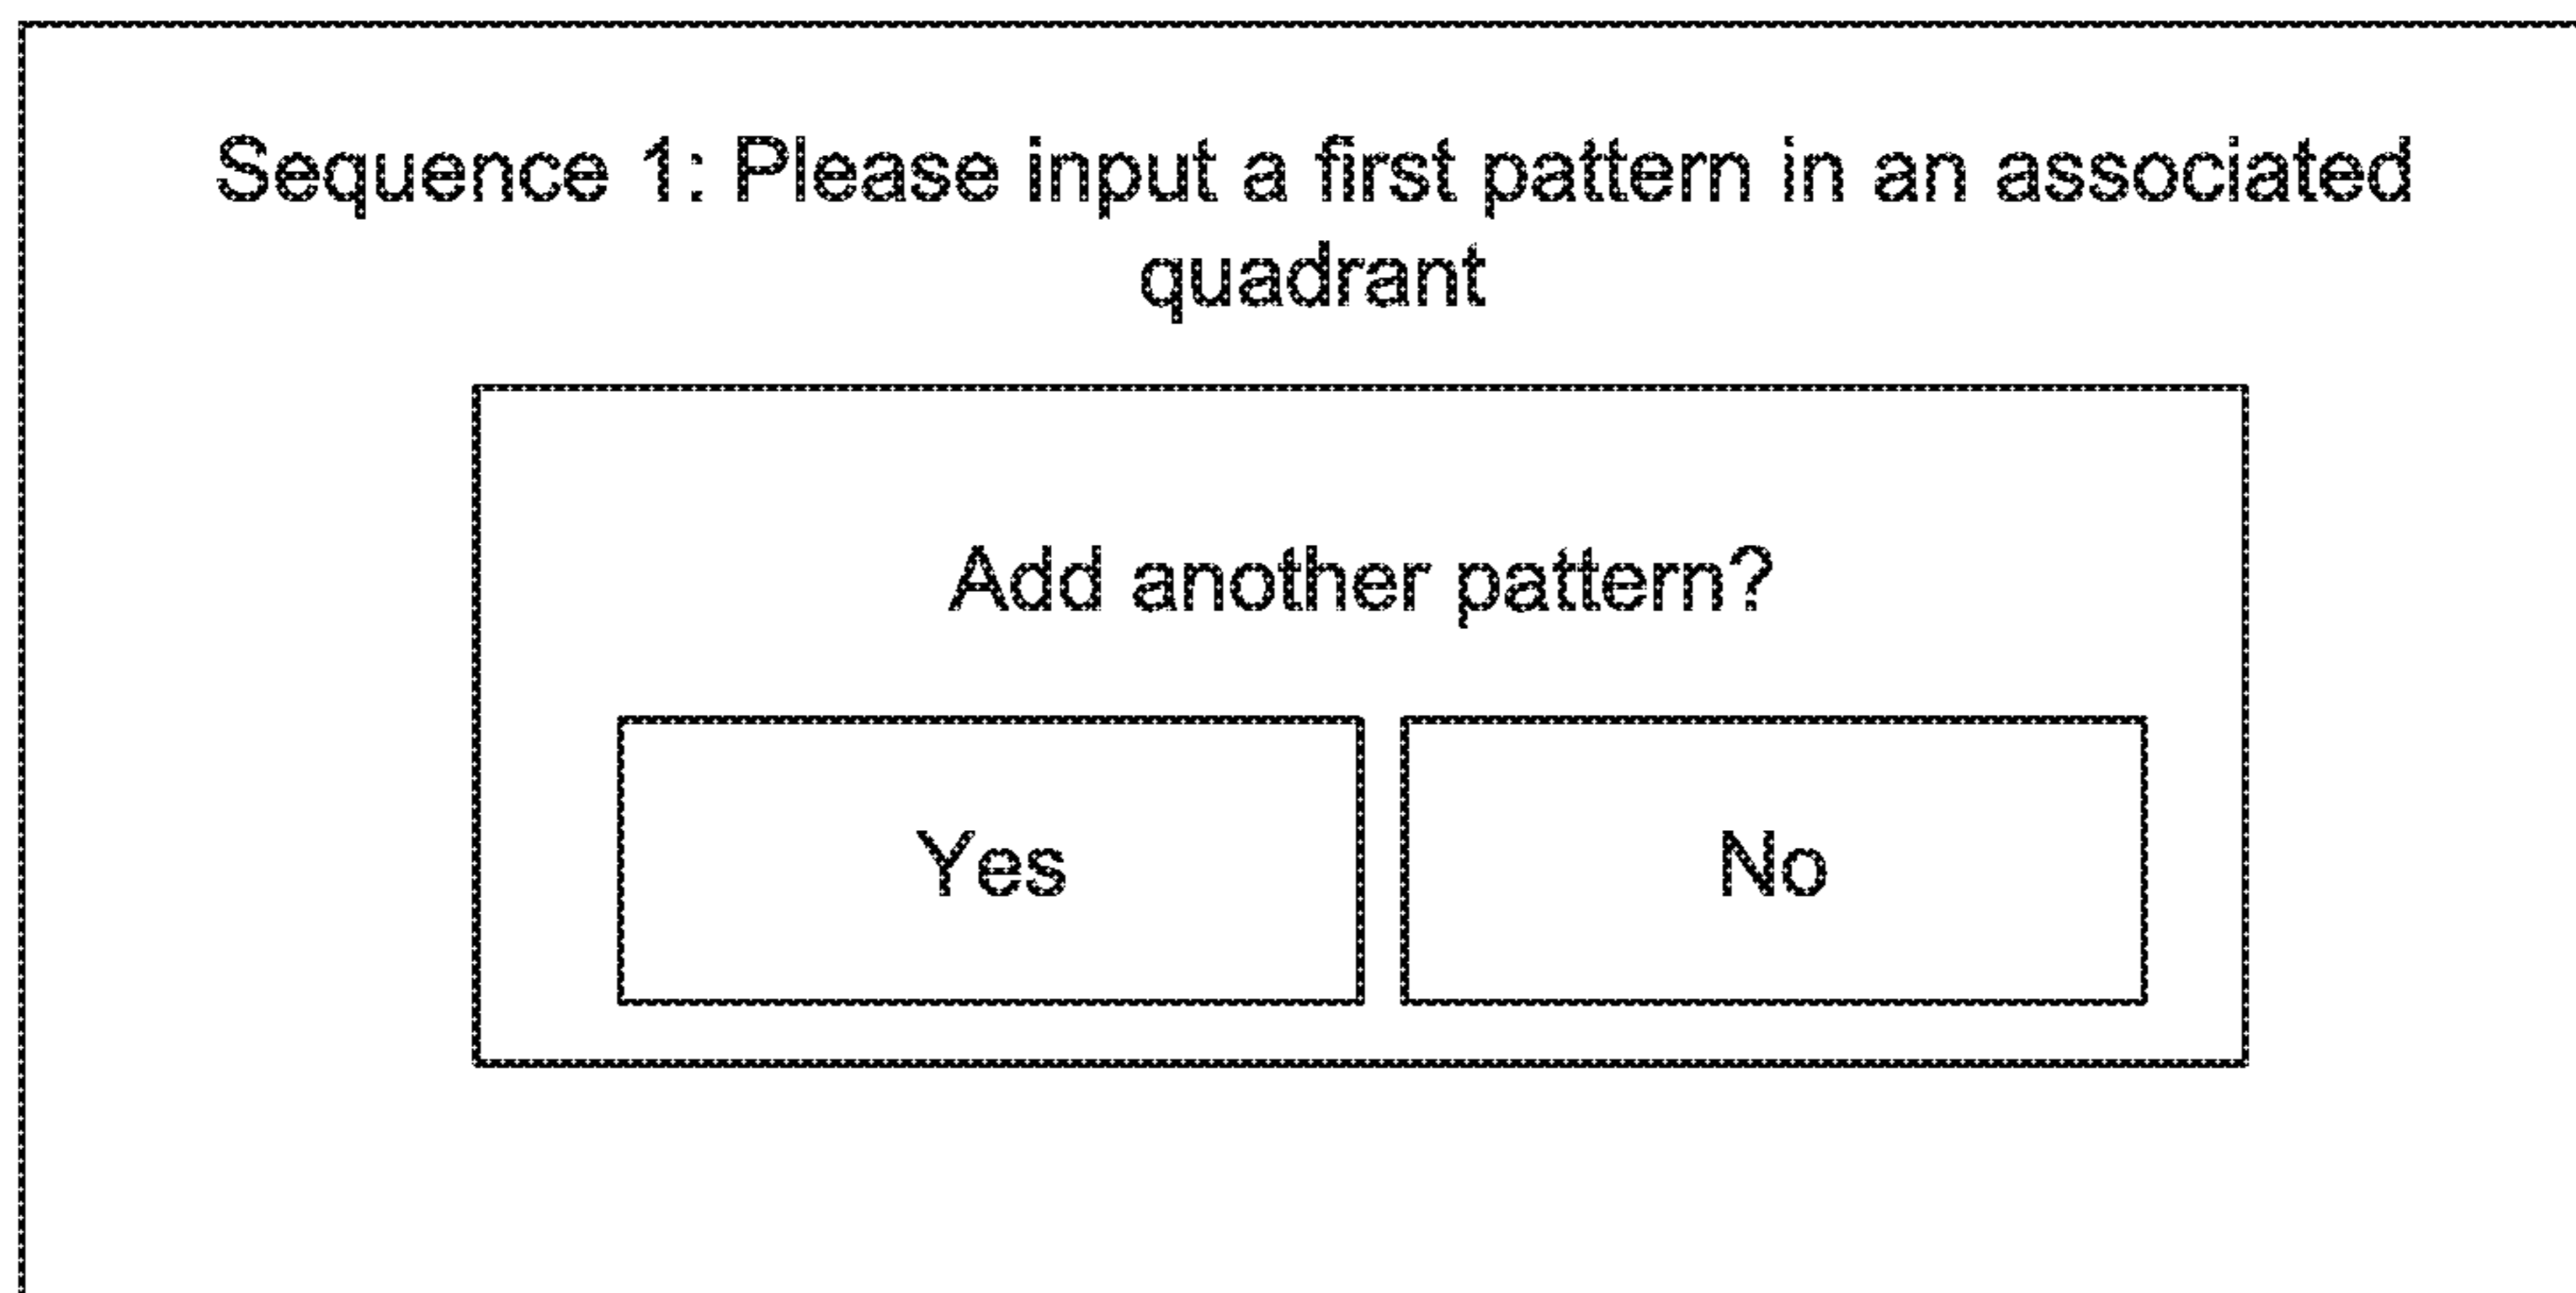 Sequence 1: Please input a first pattern in an associated
quadrant
Add another pattern?
Yes
No